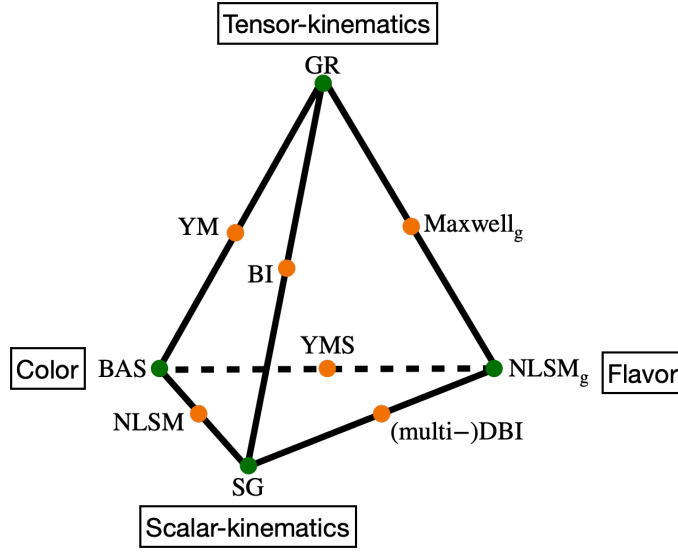 Tensor-kinematics
GR
YM
Maxwell_g
BI
YMS
Color
BAS
NLSM_g
Flavor
NLSM
(multi−)DBI
SG
Scalar-kinematics